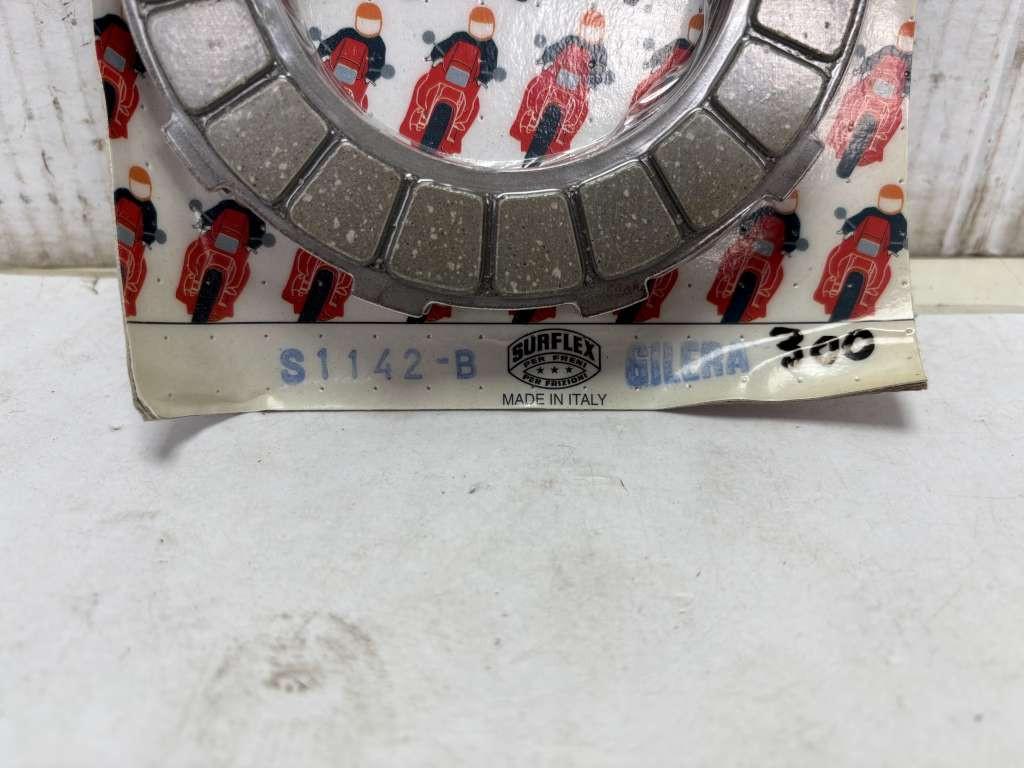 S1142-B
SURFLEX
PER FRENI
PER FRIZIONI
MADE IN ITALY
GILERA 300